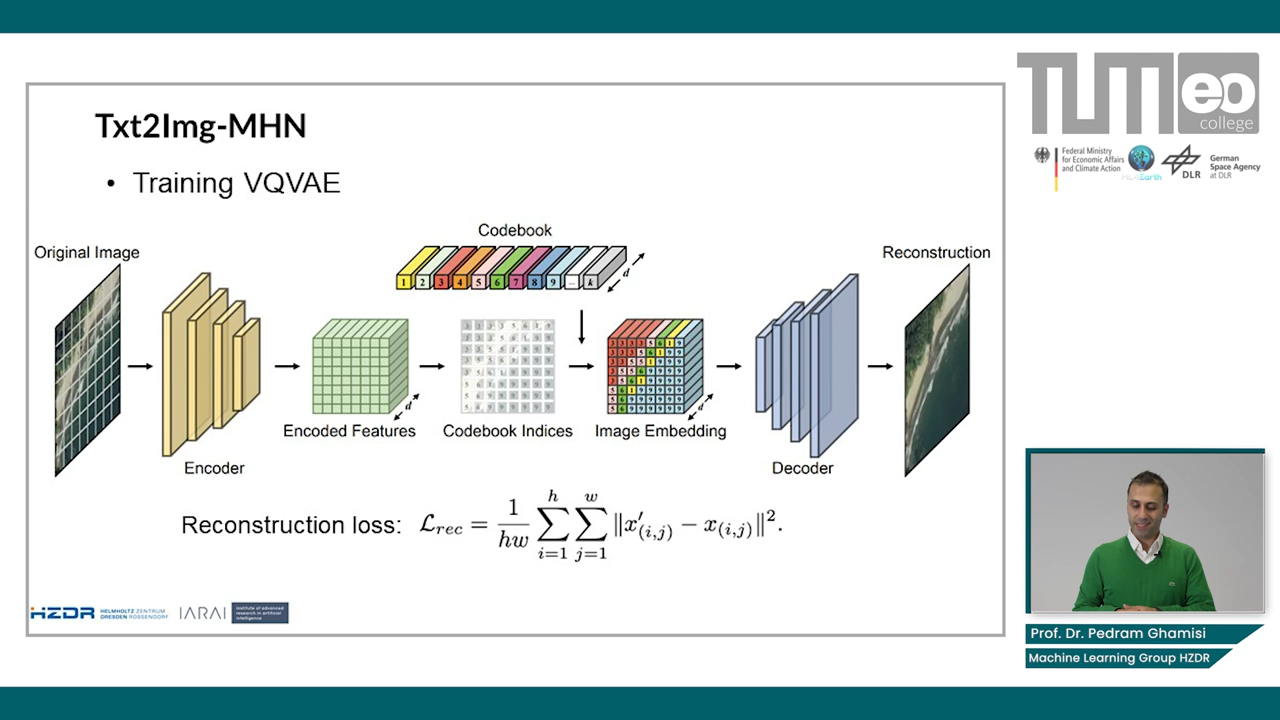 TUM eo
college
Federal Ministry
for Economic Affairs
and Climate Action
ML4Earth
DLR
German
Space Agency
at DLR
Txt2Img-MHN
• Training VQVAE
Codebook
Original Image
Reconstruction
1 2 3 4 5 6 7 8 9 ... k
d
d
d
Encoded Features
Codebook Indices
Image Embedding
Encoder
Decoder
Reconstruction loss: ℒrec = 1/hw ∑_{i=1}^{h} ∑_{j=1}^{w} ‖x′(i,j) − x(i,j)‖².
HZDR
HELMHOLTZ ZENTRUM
DRESDEN ROSSENDORF
IARAI
institute of advanced
research in artificial
intelligence
Prof. Dr. Pedram Ghamisi
Machine Learning Group HZDR